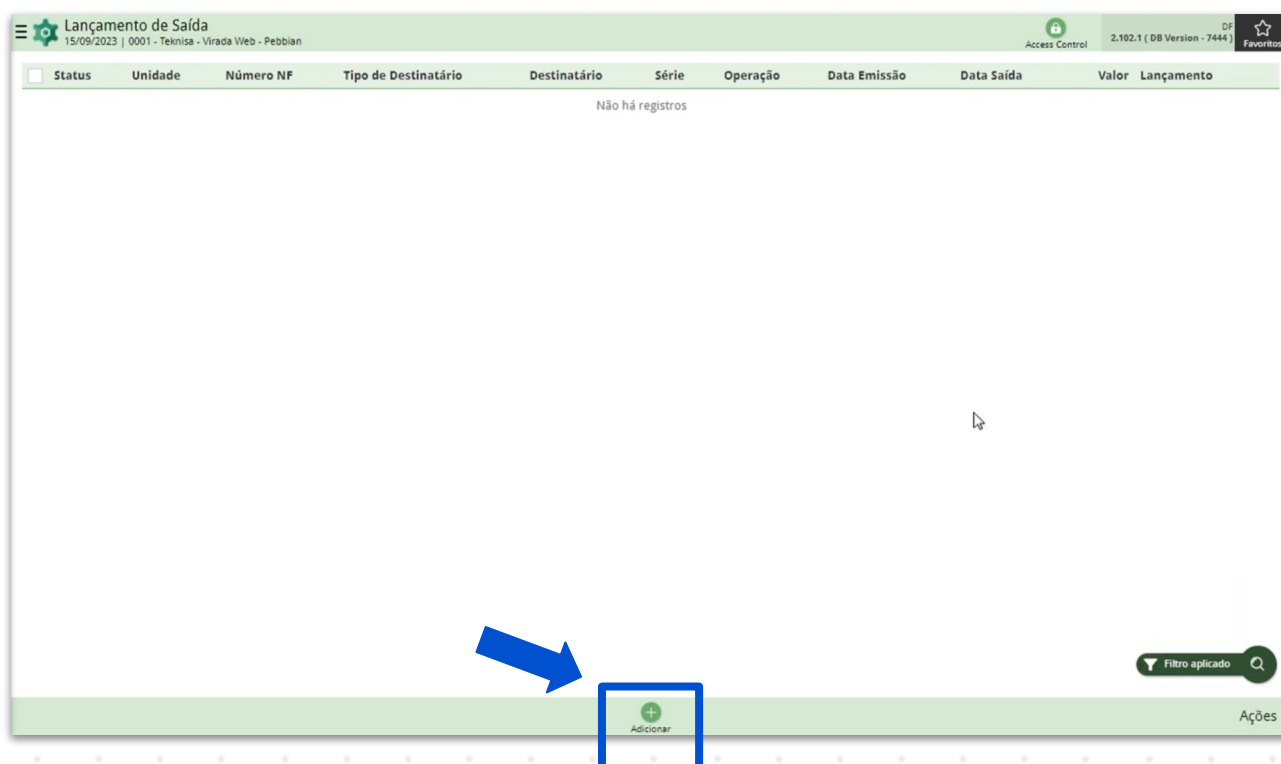 Lançamento de Saída
15/09/2023 | 0001 - Teknisa - Virada Web - Pebbian
Access Control
DF
2.102.1 ( DB Version - 7444 )
Favoritos
Status Unidade Número NF Tipo de Destinatário Destinatário Série Operação Data Emissão Data Saída Valor Lançamento
Não há registros
Filtro aplicado
Adicionar
Ações